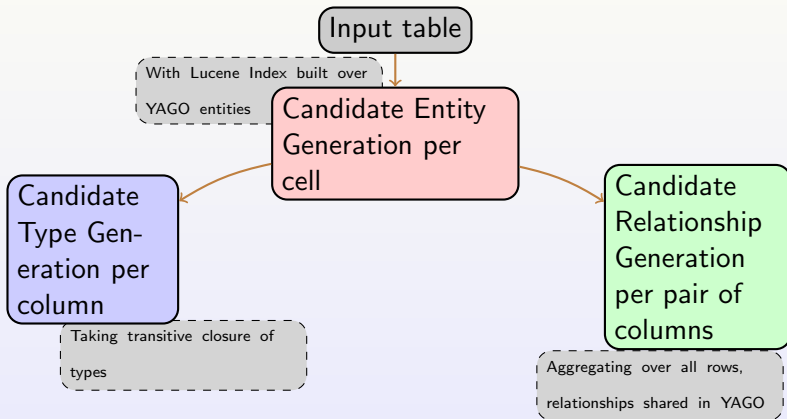 Input table
With Lucene Index built over
YAGO entities
Candidate Entity
Generation per
cell
Candidate
Type Gen-
eration per
column
Taking transitive closure of
types
Candidate
Relationship
Generation
per pair of
columns
Aggregating over all rows,
relationships shared in YAGO